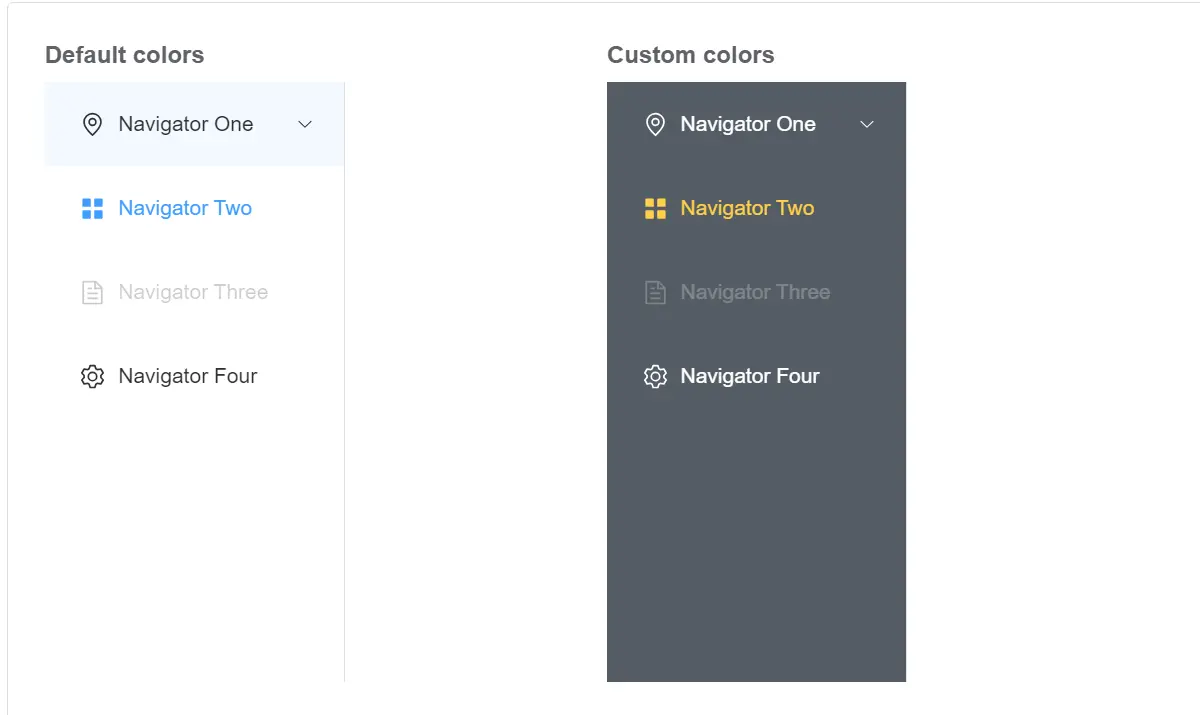 Default colors
Navigator One
Navigator Two
Navigator Three
Navigator Four
Custom colors
Navigator One
Navigator Two
Navigator Three
Navigator Four